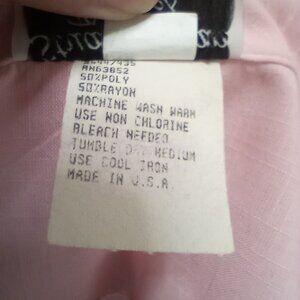 RN63852
50%POLY
50%RAYON
MACHINE WASH WARM
USE NON CHLORINE
BLEACH NEEDED
TUMBLE DRY MEDIUM
USE COOL IRON
MADE IN U.S.A.